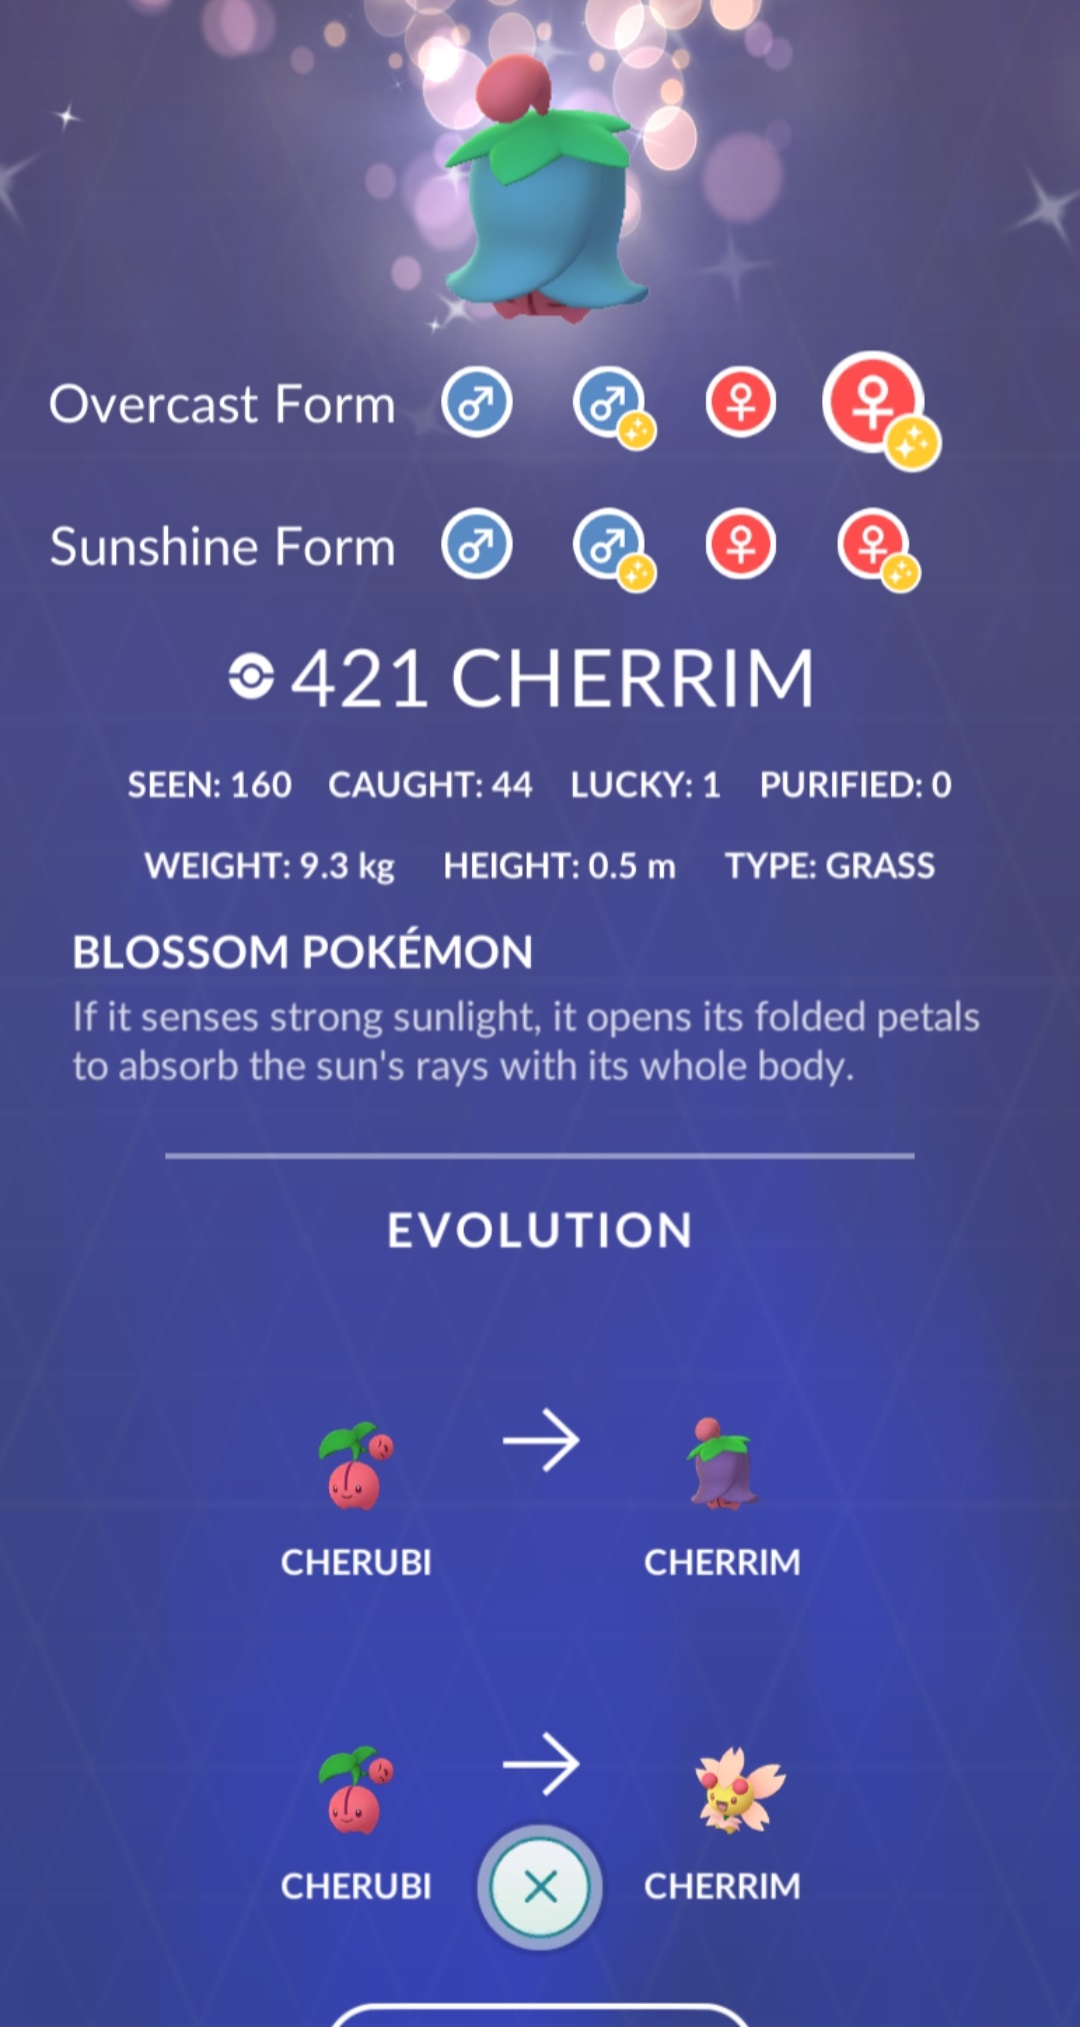 Overcast Form
Sunshine Form
421 CHERRIM
SEEN: 160 CAUGHT: 44 LUCKY: 1 PURIFIED: 0
WEIGHT: 9.3 kg HEIGHT: 0.5 m TYPE: GRASS
BLOSSOM POKÉMON
If it senses strong sunlight, it opens its folded petals
to absorb the sun's rays with its whole body.
EVOLUTION
CHERUBI CHERRIM
CHERUBI CHERRIM